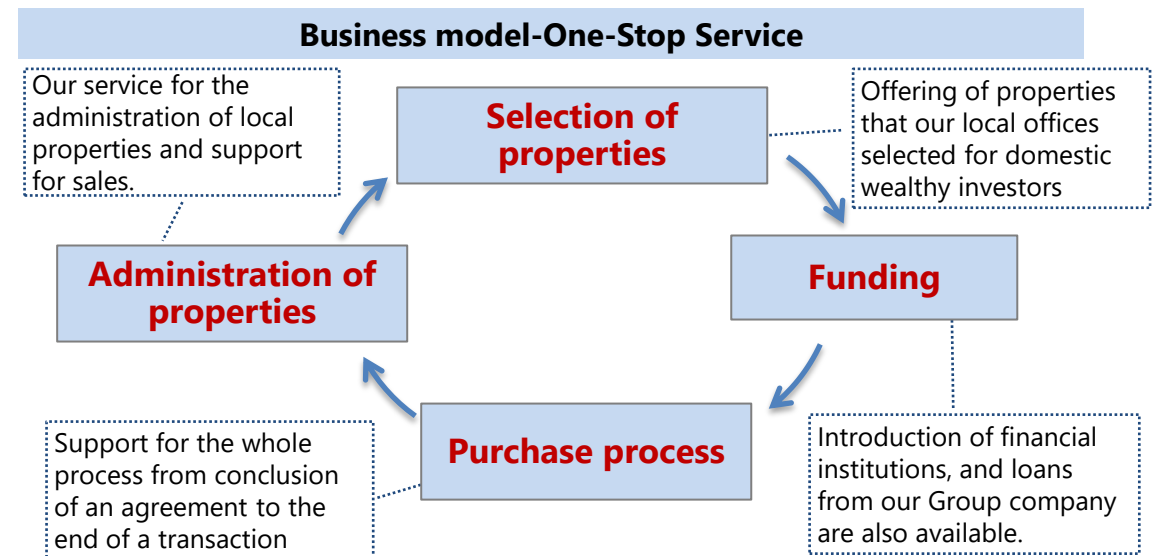 Business model-One-Stop Service
Our service for the
administration of local
properties and support
for sales.
Selection of
properties
Offering of properties
that our local offices
selected for domestic
wealthy investors
Administration of
properties
Funding
Purchase process
Support for the whole
process from conclusion
of an agreement to the
end of a transaction
Introduction of financial
institutions, and loans
from our Group company
are also available.